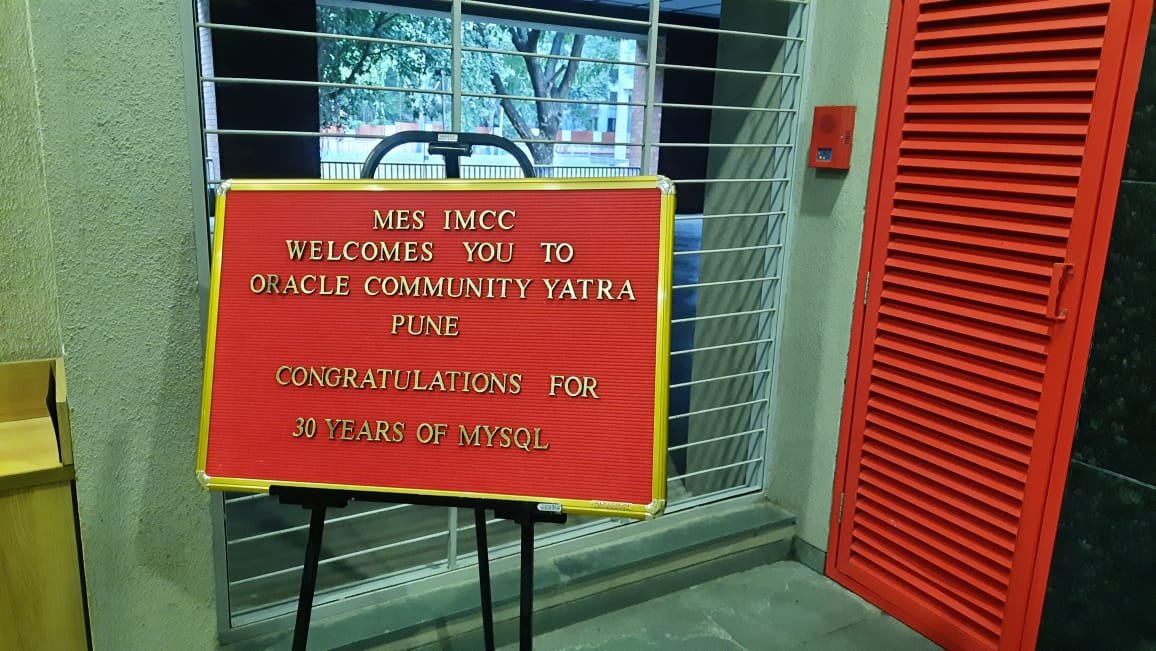 MES IMCC
WELCOMES YOU TO
ORACLE COMMUNITY YATRA
PUNE
CONGRATULATIONS FOR
30 YEARS OF MYSQL